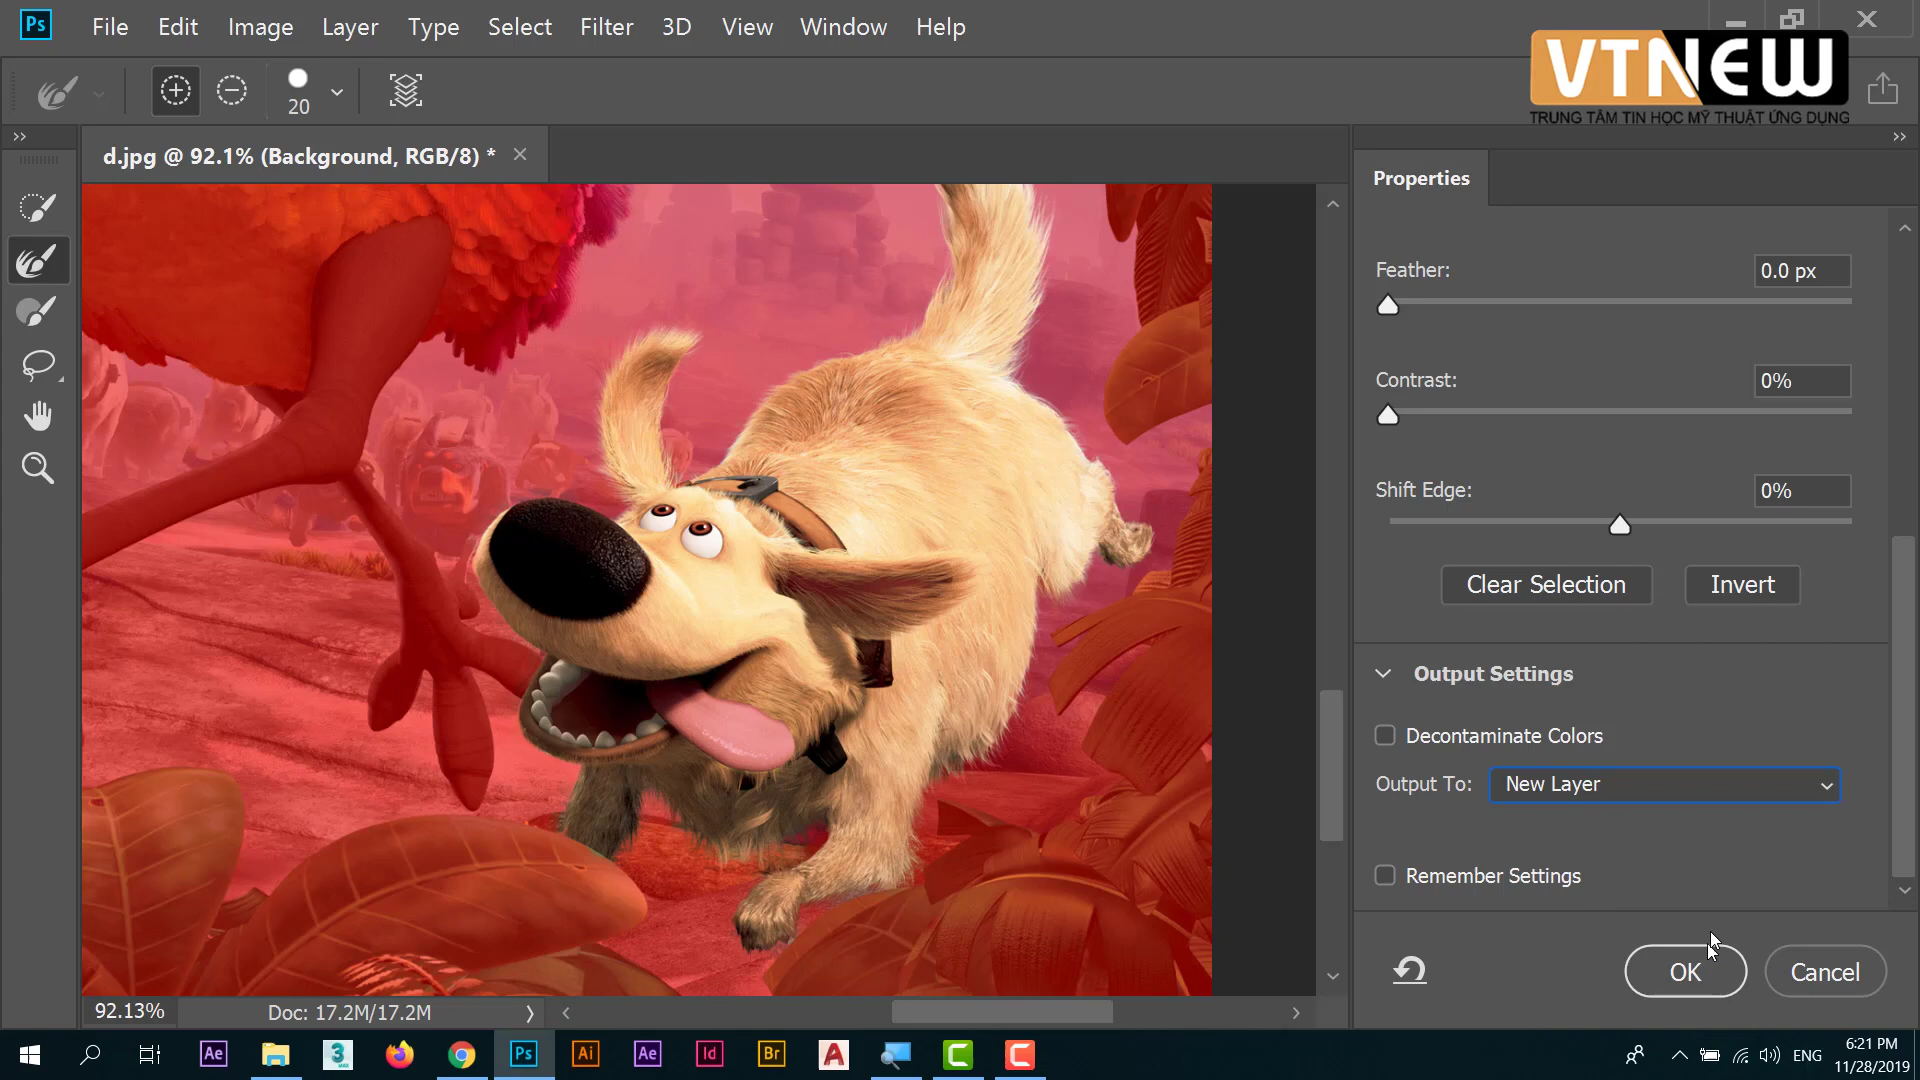 Ps
File Edit Image Layer Type Select Filter 3D View Window Help
VTNEW
TRUNG TÂM TIN HỌC MỸ THUẬT ỨNG DỤNG
20
d.jpg @ 92.1% (Background, RGB/8) *
Properties
Feather: 0.0 px
Contrast: 0%
Shift Edge: 0%
Clear Selection Invert
Output Settings
Decontaminate Colors
Output To: New Layer
Remember Settings
OK Cancel
92.13% Doc: 17.2M/17.2M
Ae 3 Ps Ai Ae Id Br A C C ENG
6:21 PM
11/28/2019